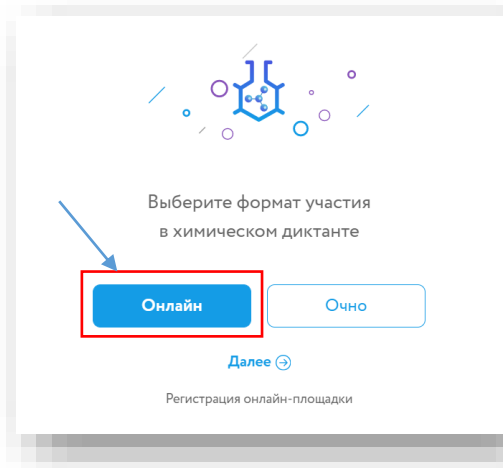 Выберите формат участия
в химическом диктанте
Онлайн
Очно
Далее
Регистрация онлайн-площадки